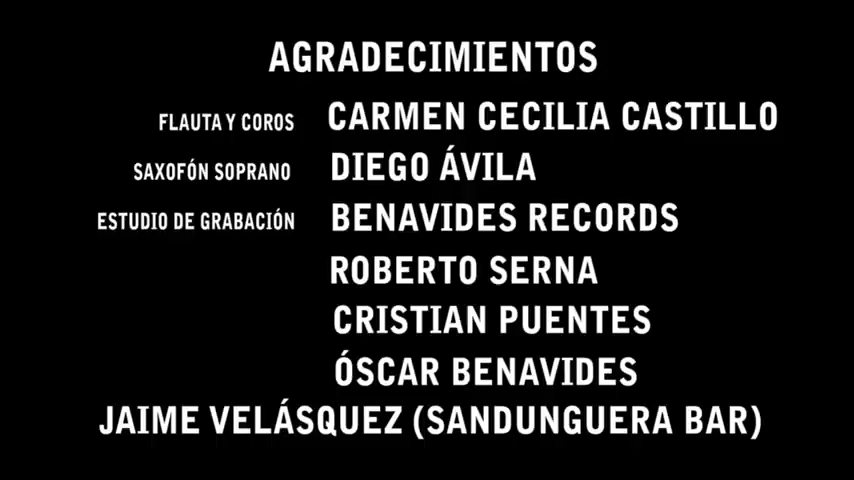 AGRADECIMIENTOS
FLAUTA Y COROS CARMEN CECILIA CASTILLO
SAXOFÓN SOPRANO DIEGO ÁVILA
ESTUDIO DE GRABACIÓN BENAVIDES RECORDS
ROBERTO SERNA
CRISTIAN PUENTES
ÓSCAR BENAVIDES
JAIME VELÁSQUEZ (SANDUNGUERA BAR)